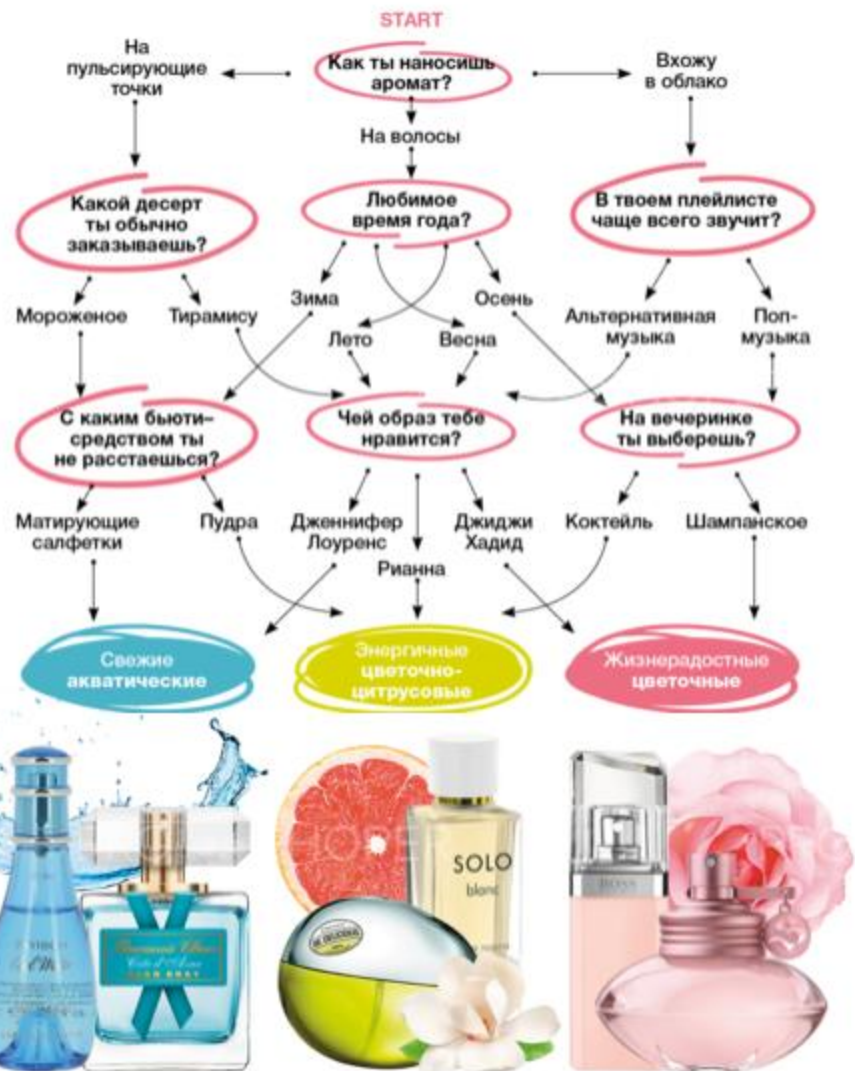 START
На
пульсирующие
точки
Как ты наносишь
аромат?
Вхожу
в облако
На волосы
Какой десерт
ты обычно
заказываешь?
Любимое
время года?
В твоем плейлисте
чаще всего звучит?
Мороженое
Тирамису
Зима
Лето
Весна
Осень
Альтернативная
музыка
Поп-
музыка
С каким бьюти–
средством ты
не расстаешься?
Чей образ тебе
нравится?
На вечеринке
ты выберешь?
Матирующие
салфетки
Пудра
Дженнифер
Лоуренс
Рианна
Джиджи
Хадид
Коктейль
Шампанское
Свежие
акватические
Энергичные
цветочно-
цитрусовые
Жизнерадостные
цветочные
SOLO
blanc
BE DELICIOUS
BOSS